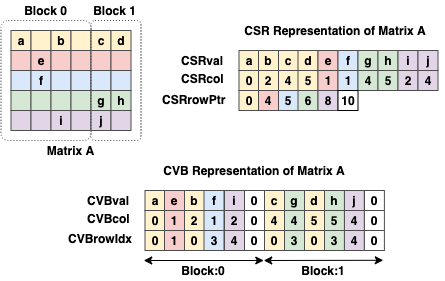 Block 0 Block 1
a b c d
e
f
g h
i j
Matrix A
CSR Representation of Matrix A
CSRval a b c d e f g h i j
CSRcol 0 2 4 5 1 1 4 5 2 4
CSRrowPtr 0 4 5 6 8 10
CVB Representation of Matrix A
CVBval a e b f i 0 c g d h j 0
CVBcol 0 1 2 1 2 0 4 4 5 5 4 0
CVBrowIdx 0 1 0 3 4 0 0 3 0 3 4 0
Block:0 Block:1